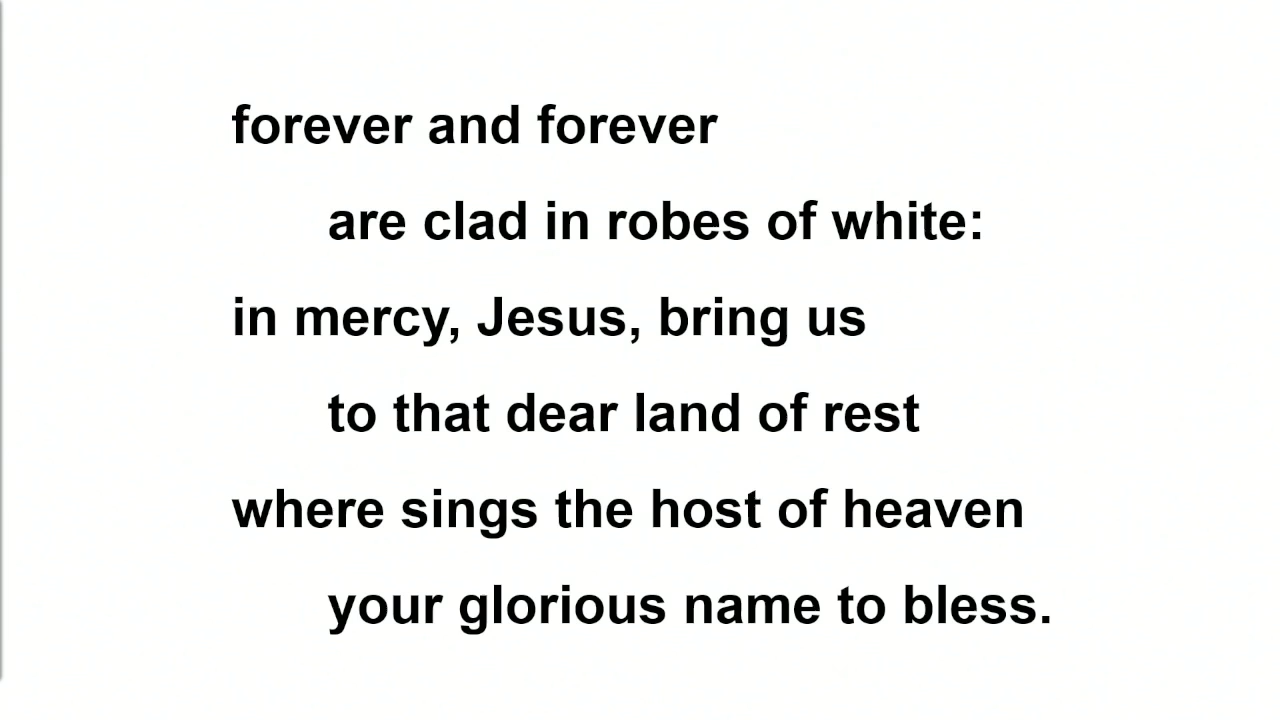 forever and forever
are clad in robes of white:
in mercy, Jesus, bring us
to that dear land of rest
where sings the host of heaven
your glorious name to bless.